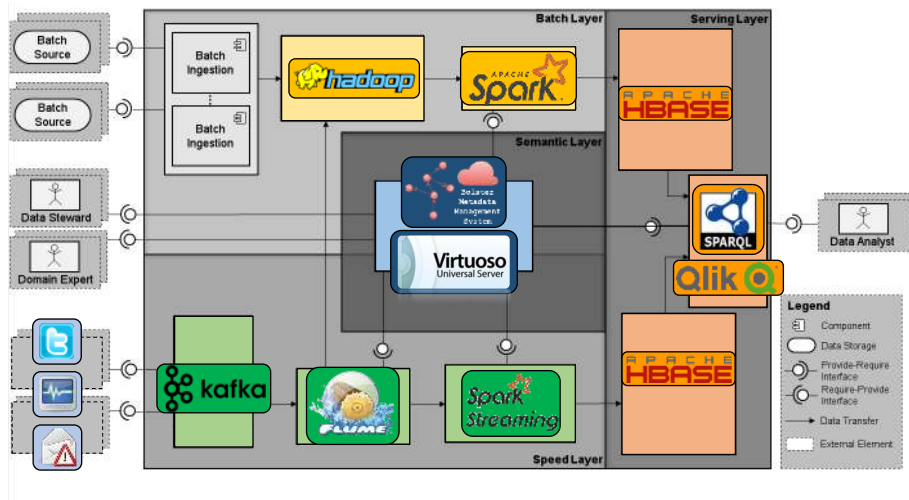 Batch Layer
Serving Layer
Batch
Source
Batch
Ingestion
hadoop
APACHE
Spark
APACHE
HBASE
Batch
Source
Batch
Ingestion
Semantic Layer
Bolster
Metadata
Management
System
Data Steward
Virtuoso
Universal Server
SPARQL
Data Analyst
Domain Expert
Qlik
Legend
Component
Data Storage
Provide-Require
Interface
Require-Provide
Interface
Data Transfer
External Element
kafka
FLUME
Spark
Streaming
APACHE
HBASE
Speed Layer